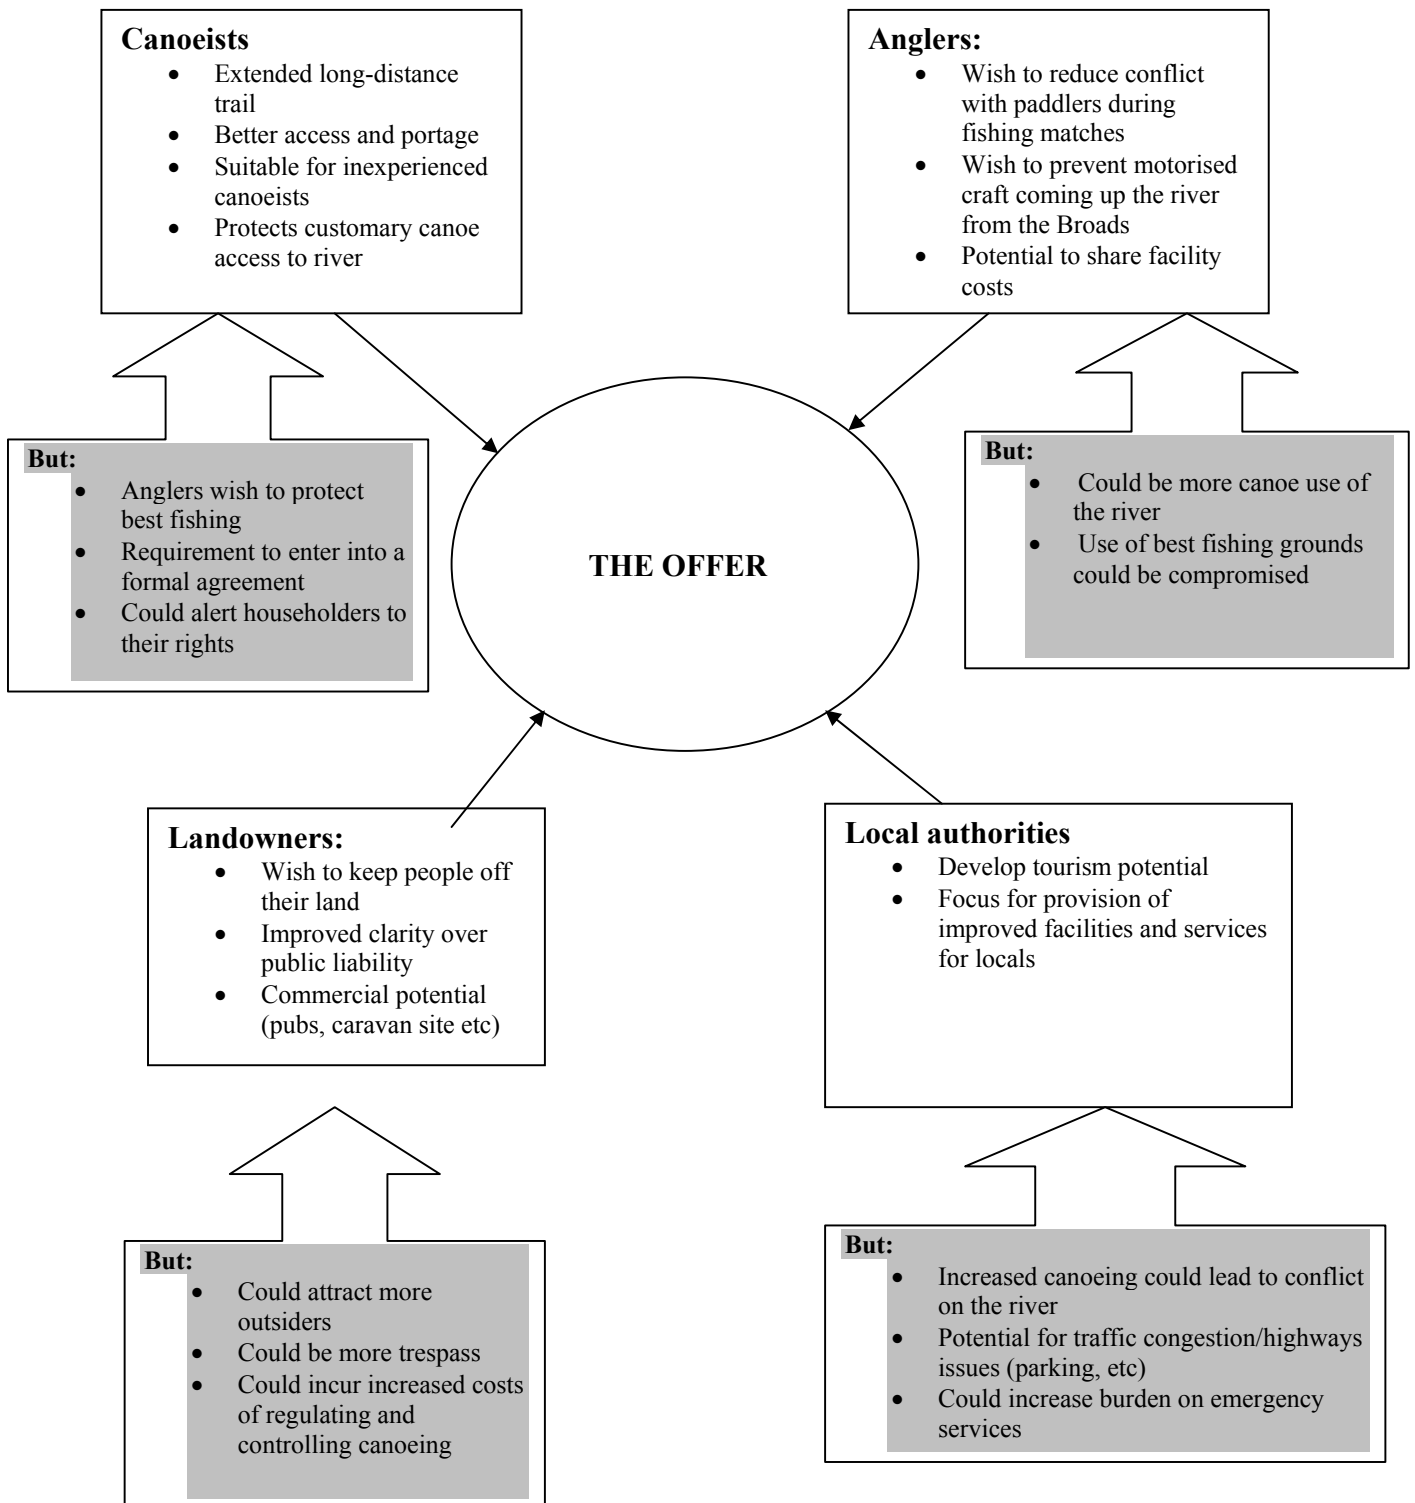 Canoeists
• Extended long-distance
trail
• Better access and portage
• Suitable for inexperienced
canoeists
• Protects customary canoe
access to river
Anglers:
• Wish to reduce conflict
with paddlers during
fishing matches
• Wish to prevent motorised
craft coming up the river
from the Broads
• Potential to share facility
costs
But:
• Anglers wish to protect
best fishing
• Requirement to enter into a
formal agreement
• Could alert householders to
their rights
THE OFFER
But:
• Could be more canoe use of
the river
• Use of best fishing grounds
could be compromised
Landowners:
• Wish to keep people off
their land
• Improved clarity over
public liability
• Commercial potential
(pubs, caravan site etc)
Local authorities
• Develop tourism potential
• Focus for provision of
improved facilities and services
for locals
But:
• Could attract more
outsiders
• Could be more trespass
• Could incur increased costs
of regulating and
controlling canoeing
But:
• Increased canoeing could lead to conflict
on the river
• Potential for traffic congestion/highways
issues (parking, etc)
• Could increase burden on emergency
services